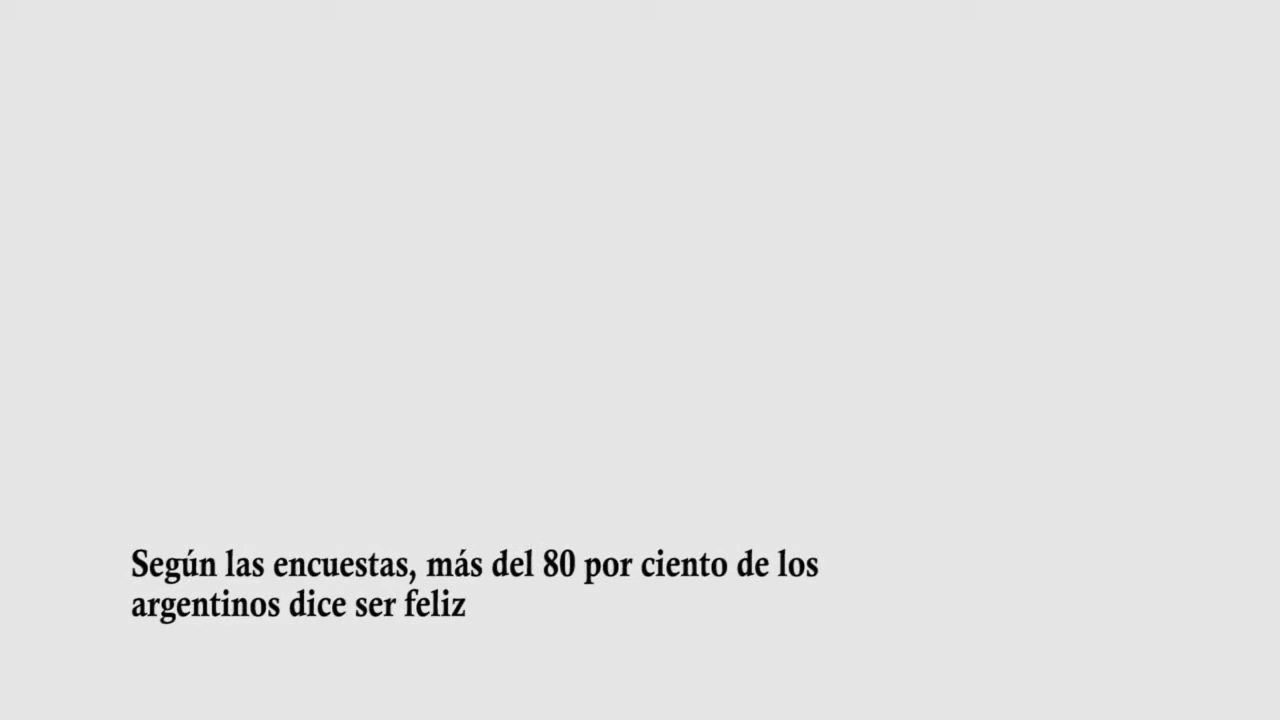 Según las encuestas, más del 80 por ciento de los
argentinos dice ser feliz